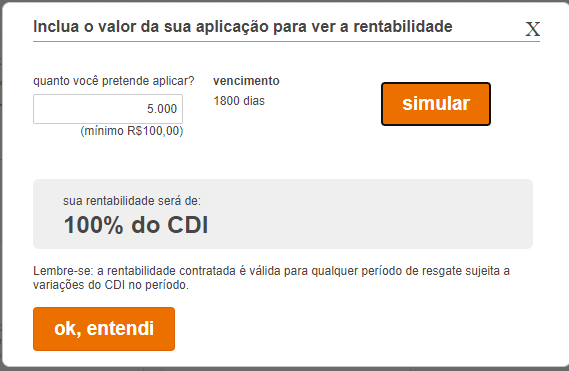 Inclua o valor da sua aplicação para ver a rentabilidade
X
quanto você pretende aplicar?
vencimento
5.000
1800 dias
simular
(mínimo R$100,00)
sua rentabilidade será de:
100% do CDI
Lembre-se: a rentabilidade contratada é válida para qualquer período de resgate sujeita a
variações do CDI no período.
ok, entendi